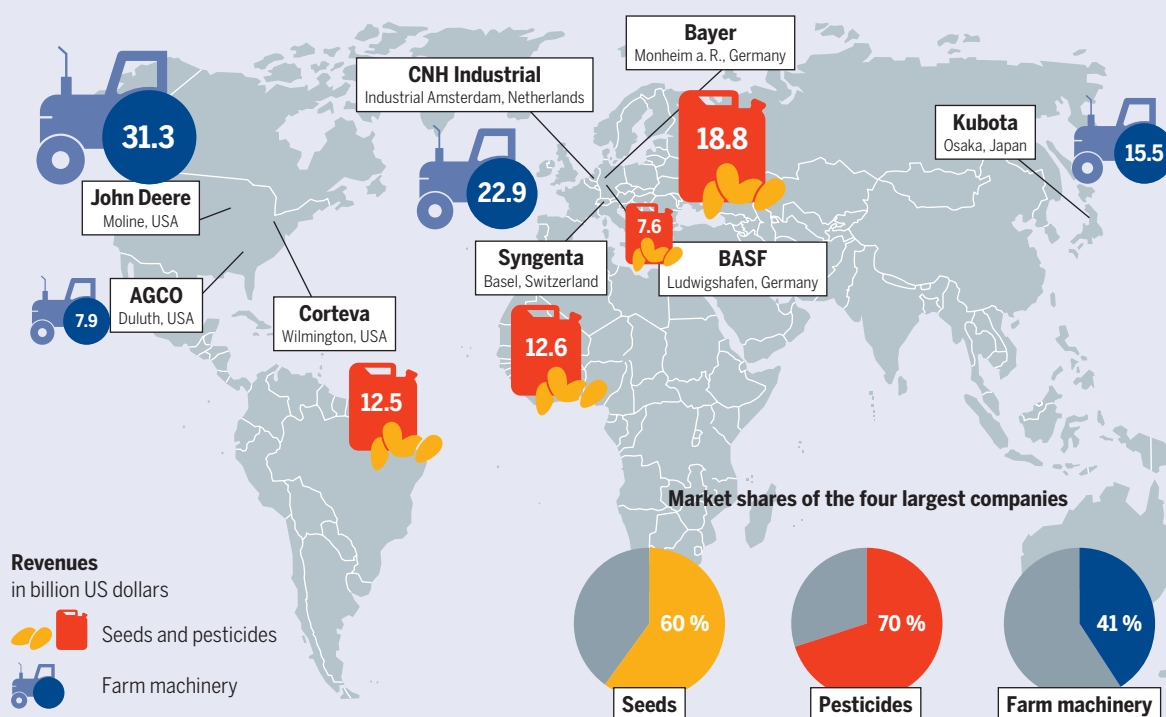 Bayer
Monheim a. R., Germany
CNH Industrial
Industrial Amsterdam, Netherlands
18.8
Kubota
Osaka, Japan
15.5
31.3
22.9
John Deere
Moline, USA
7.6
Syngenta
Basel, Switzerland
BASF
Ludwigshafen, Germany
AGCO
Duluth, USA
7.9
Corteva
Wilmington, USA
12.6
12.5
Market shares of the four largest companies
Revenues
in billion US dollars
Seeds and pesticides
Farm machinery
60 %
70 %
41 %
Seeds
Pesticides
Farm machinery